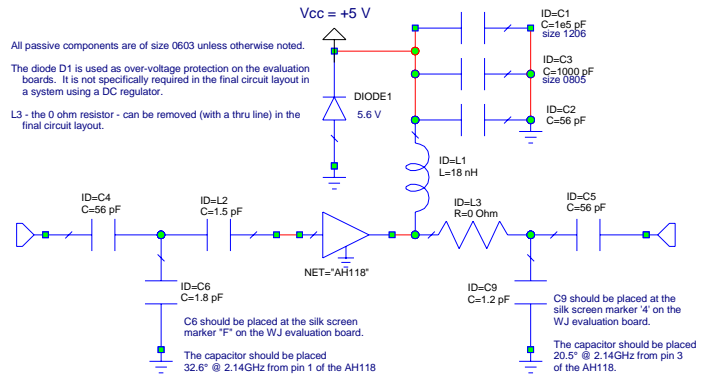 Vcc = +5 V
All passive components are of size 0603 unless otherwise noted.
The diode D1 is used as over-voltage protection on the evaluation
boards. It is not specifically required in the final circuit layout in
a system using a DC regulator.
L3 - the 0 ohm resistor - can be removed (with a thru line) in the
final circuit layout.
DIODE1
5.6 V
ID=C1
C=1e5 pF
size 1206
ID=C3
C=1000 pF
size 0805
ID=C2
C=56 pF
ID=L1
L=18 nH
ID=C4
C=56 pF
ID=L2
C=1.5 pF
ID=L3
R=0 Ohm
ID=C5
C=56 pF
NET="AH118"
ID=C6
C=1.8 pF
ID=C9
C=1.2 pF
C6 should be placed at the silk screen
marker "F" on the WJ evaluation board.
The capacitor should be placed
32.6° @ 2.14GHz from pin 1 of the AH118
C9 should be placed at the
silk screen marker '4' on the
WJ evaluation board.
The capacitor should be placed
20.5° @ 2.14GHz from pin 3
of the AH118.